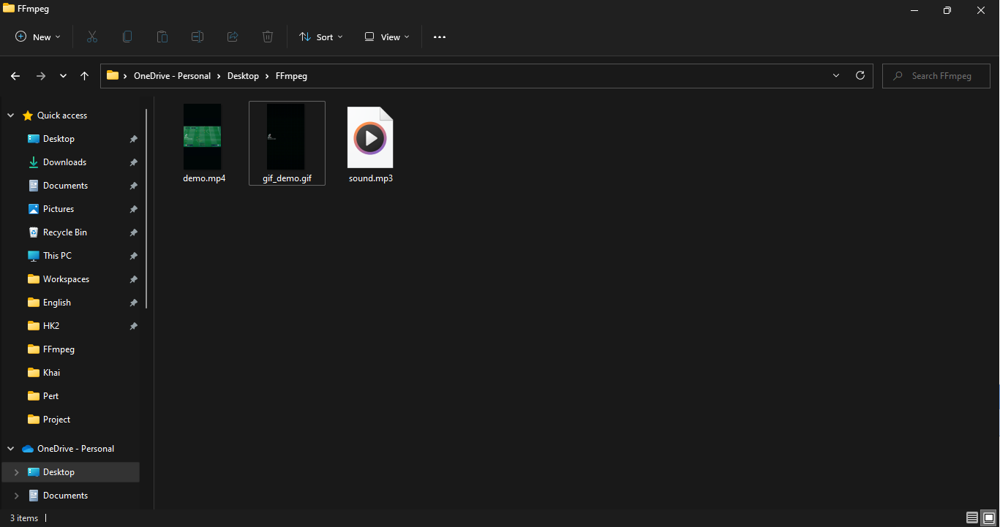 FFmpeg
New
Sort
View
OneDrive - Personal
Desktop
FFmpeg
Search FFmpeg
Quick access
Desktop
Downloads
Documents
Pictures
Recycle Bin
This PC
Workspaces
English
HK2
FFmpeg
Khai
Pert
Project
OneDrive - Personal
Desktop
Documents
demo.mp4
gif_demo.gif
sound.mp3
3 items